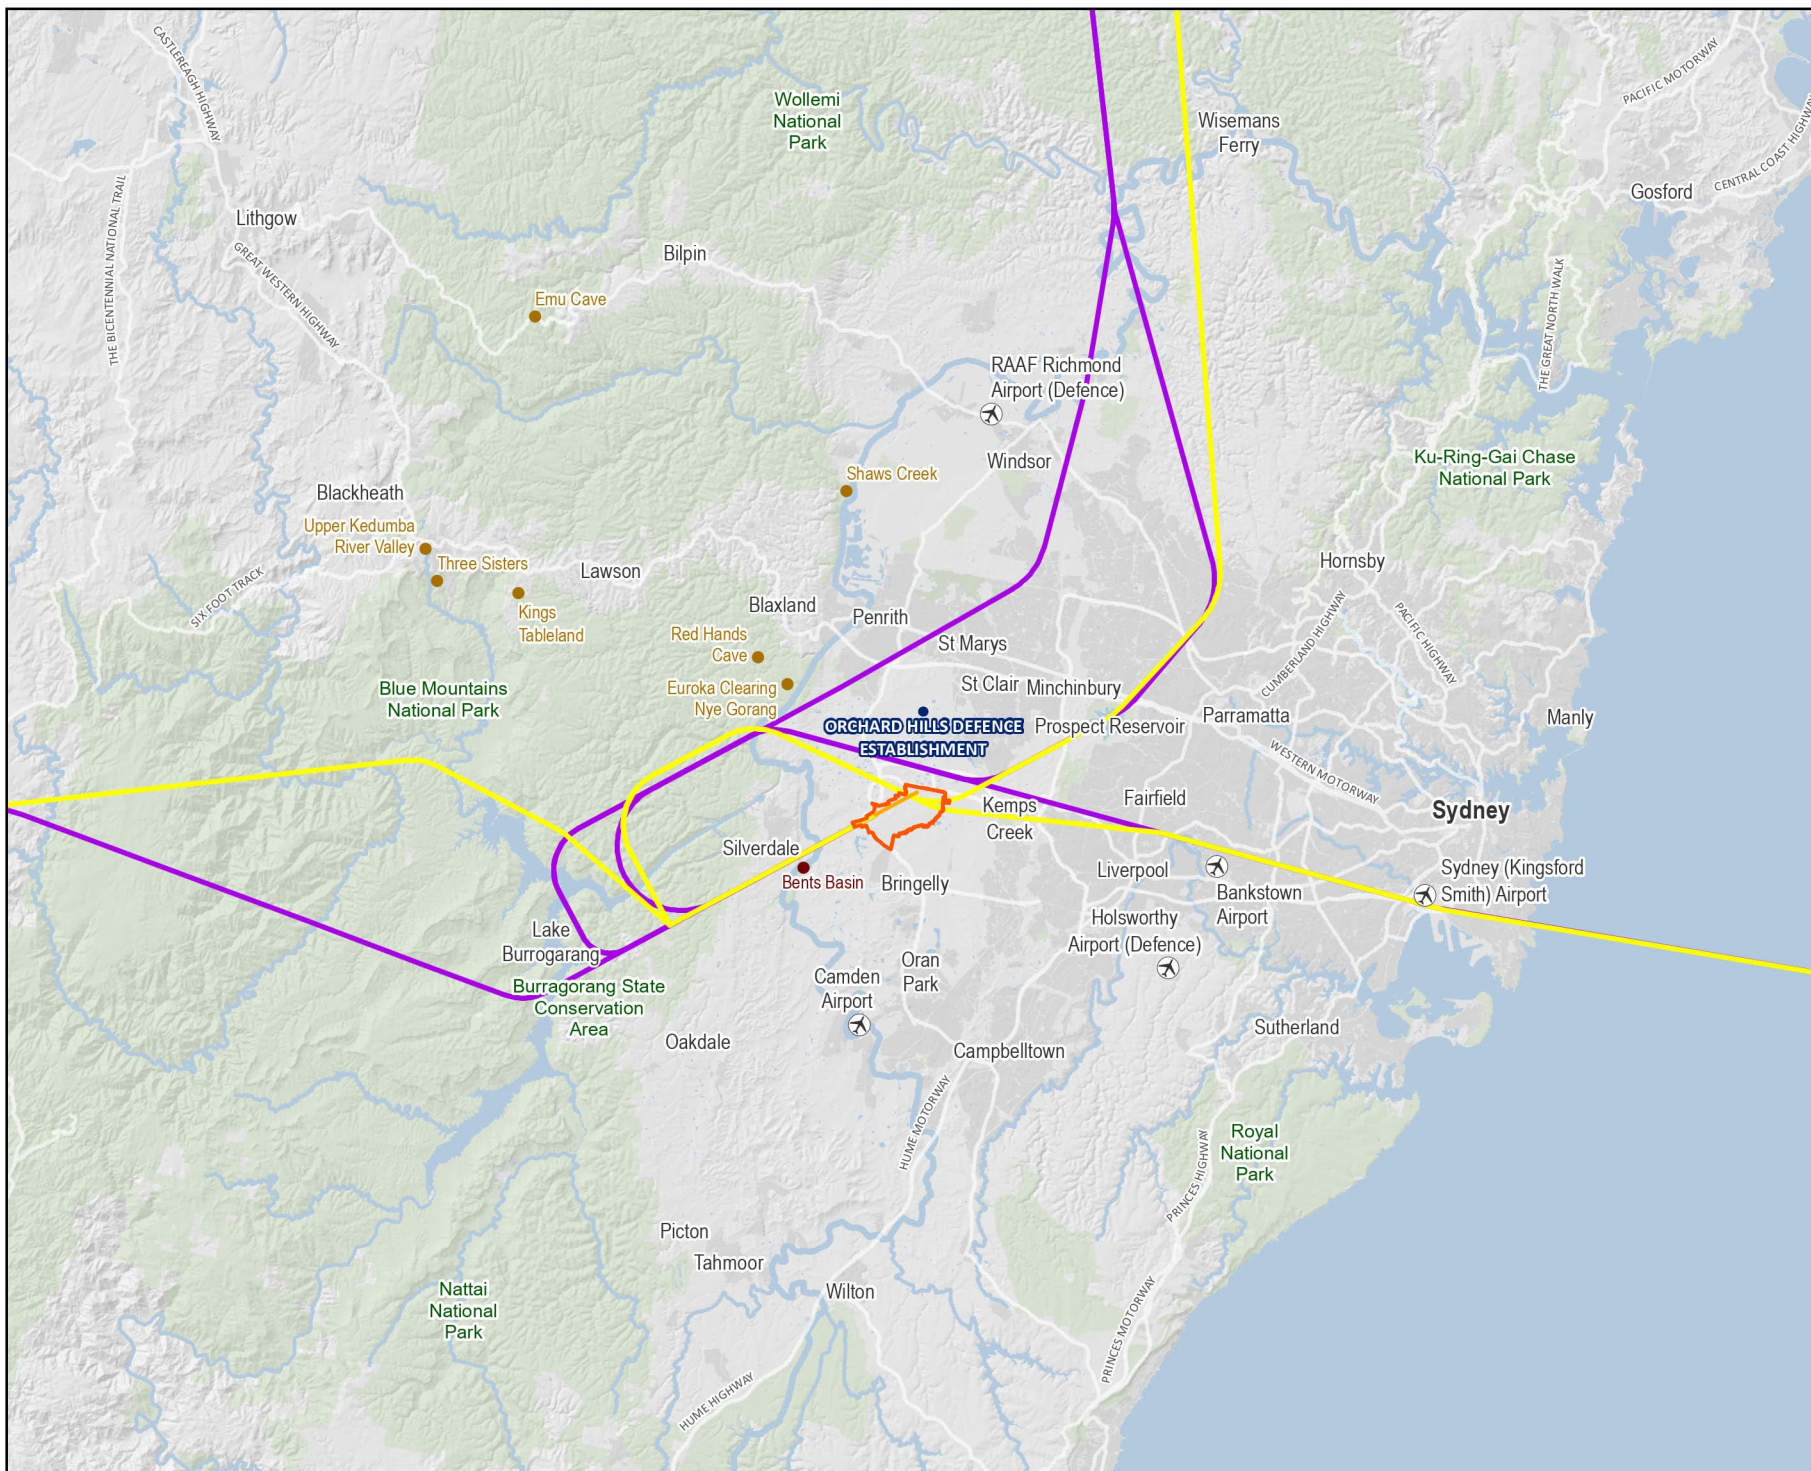 CASTLEREAGH HIGHWAY
PACIFIC MOTORWAY
Wollemi
National
Park
Wisemans
Ferry
CENTRAL COAST HIGHWAY
Gosford
THE BICENTENNIAL NATIONAL TRAIL
Lithgow
GREAT WESTERN HIGHWAY
Bilpin
THE GREAT NORTH WALK
Emu Cave
RAAF Richmond
Airport (Defence)
Windsor
Ku-Ring-Gai Chase
National Park
Shaws Creek
Blackheath
Upper Kedumba
River Valley
Three Sisters
Lawson
Hornsby
SIX FOOT TRACK
Kings
Tableland
Blaxland
Penrith
CUMBERLAND HIGHWAY
PACIFIC HIGHWAY
Red Hands
Cave
St Marys
Blue Mountains
National Park
Euroka Clearing
Nye Gorang
St Clair
Minchinbury
ORCHARD HILLS DEFENCE
ESTABLISHMENT
Prospect Reservoir
Parramatta
Manly
WESTERN MOTORWAY
Kemps
Creek
Fairfield
Sydney
Silverdale
Bents Basin
Bringelly
Liverpool
Bankstown
Airport
Sydney (Kingsford
Smith) Airport
Holsworthy
Airport (Defence)
Lake
Burrogarang
Oran
Park
Camden
Airport
Burragorang State
Conservation
Area
Oakdale
Sutherland
Campbelltown
HUME MOTORWAY
Royal
National
Park
PRINCES HIGHWAY
Picton
Tahmoor
Wilton
Nattai
National
Park
PRINCES MOTORWAY
HUME HIGHWAY